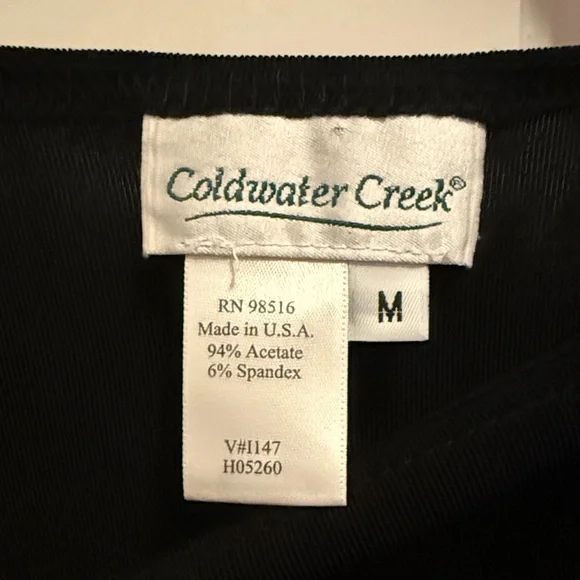 Coldwater Creek®
M
RN 98516
Made in U.S.A.
94% Acetate
6% Spandex
V#I147
H05260